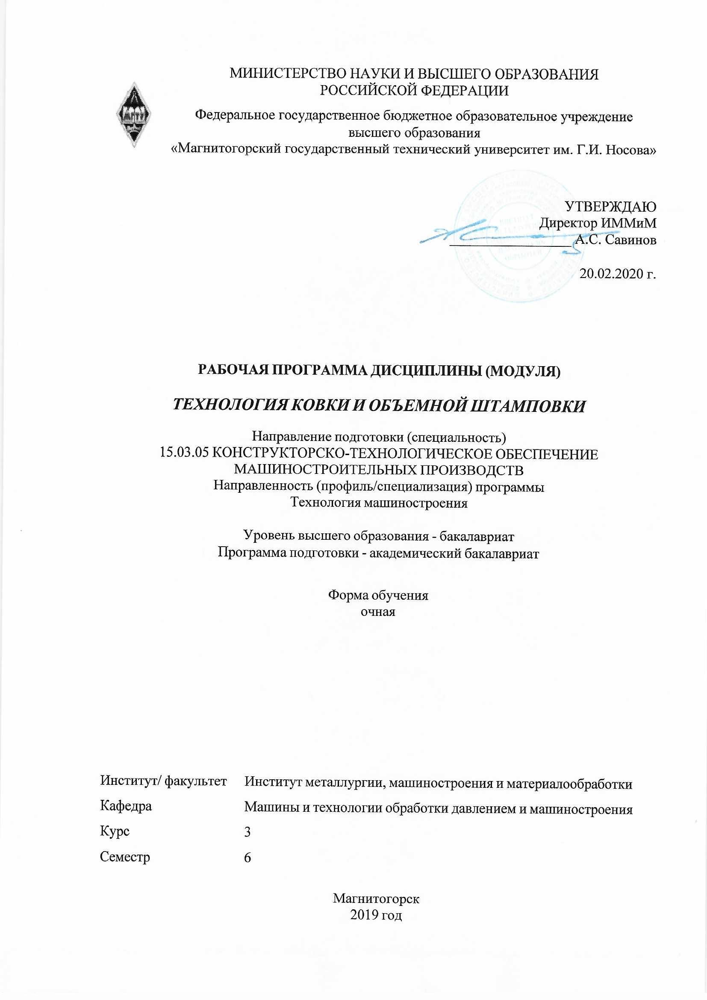 МИНИСТЕРСТВО НАУКИ И ВЫСШЕГО ОБРАЗОВАНИЯ
РОССИЙСКОЙ ФЕДЕРАЦИИ
Федеральное государственное бюджетное образовательное учреждение
высшего образования
«Магнитогорский государственный технический университет им. Г.И. Носова»
УТВЕРЖДАЮ
Директор ИММиМ
А.С. Савинов
20.02.2020 г.
РАБОЧАЯ ПРОГРАММА ДИСЦИПЛИНЫ (МОДУЛЯ)
ТЕХНОЛОГИЯ КОВКИ И ОБЪЕМНОЙ ШТАМПОВКИ
Направление подготовки (специальность)
15.03.05 КОНСТРУКТОРСКО-ТЕХНОЛОГИЧЕСКОЕ ОБЕСПЕЧЕНИЕ
МАШИНОСТРОИТЕЛЬНЫХ ПРОИЗВОДСТВ
Направленность (профиль/специализация) программы
Технология машиностроения
Уровень высшего образования - бакалавриат
Программа подготовки - академический бакалавриат
Форма обучения
очная
Институт/ факультет Институт металлургии, машиностроения и материалообработки
Кафедра Машины и технологии обработки давлением и машиностроения
Курс 3
Семестр 6
Магнитогорск
2019 год